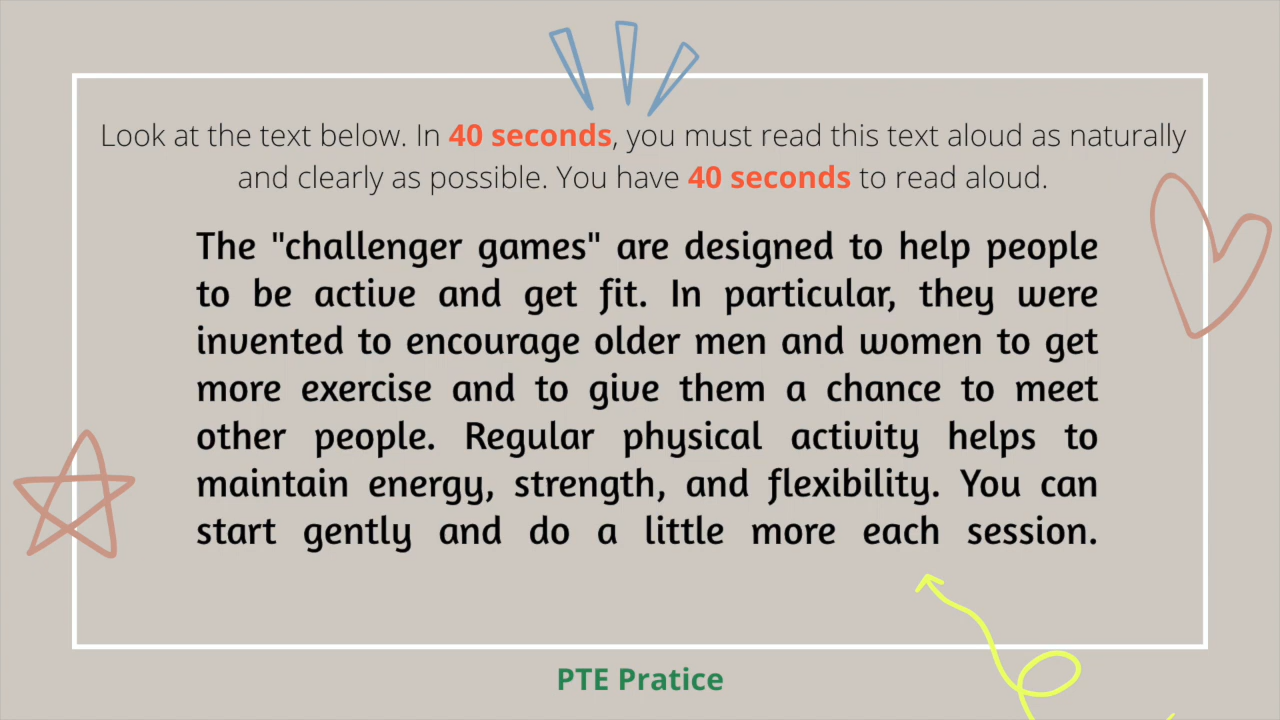 Look at the text below. In 40 seconds, you must read this text aloud as naturally
and clearly as possible. You have 40 seconds to read aloud.
The "challenger games" are designed to help people
to be active and get fit. In particular, they were
invented to encourage older men and women to get
more exercise and to give them a chance to meet
other people. Regular physical activity helps to
maintain energy, strength, and flexibility. You can
start gently and do a little more each session.
PTE Pratice